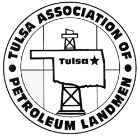 TULSA ASSOCIATION OF
Tulsa
PETROLEUM LANDMEN